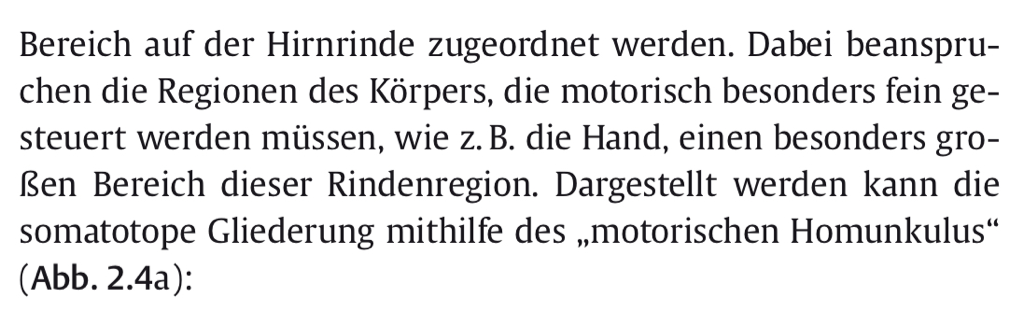 Bereich auf der Hirnrinde zugeordnet werden. Dabei beanspru-
chen die Regionen des Körpers, die motorisch besonders fein ge-
steuert werden müssen, wie z. B. die Hand, einen besonders gro-
ßen Bereich dieser Rindenregion. Dargestellt werden kann die
somatotope Gliederung mithilfe des „motorischen Homunkulus“
(Abb. 2.4a):